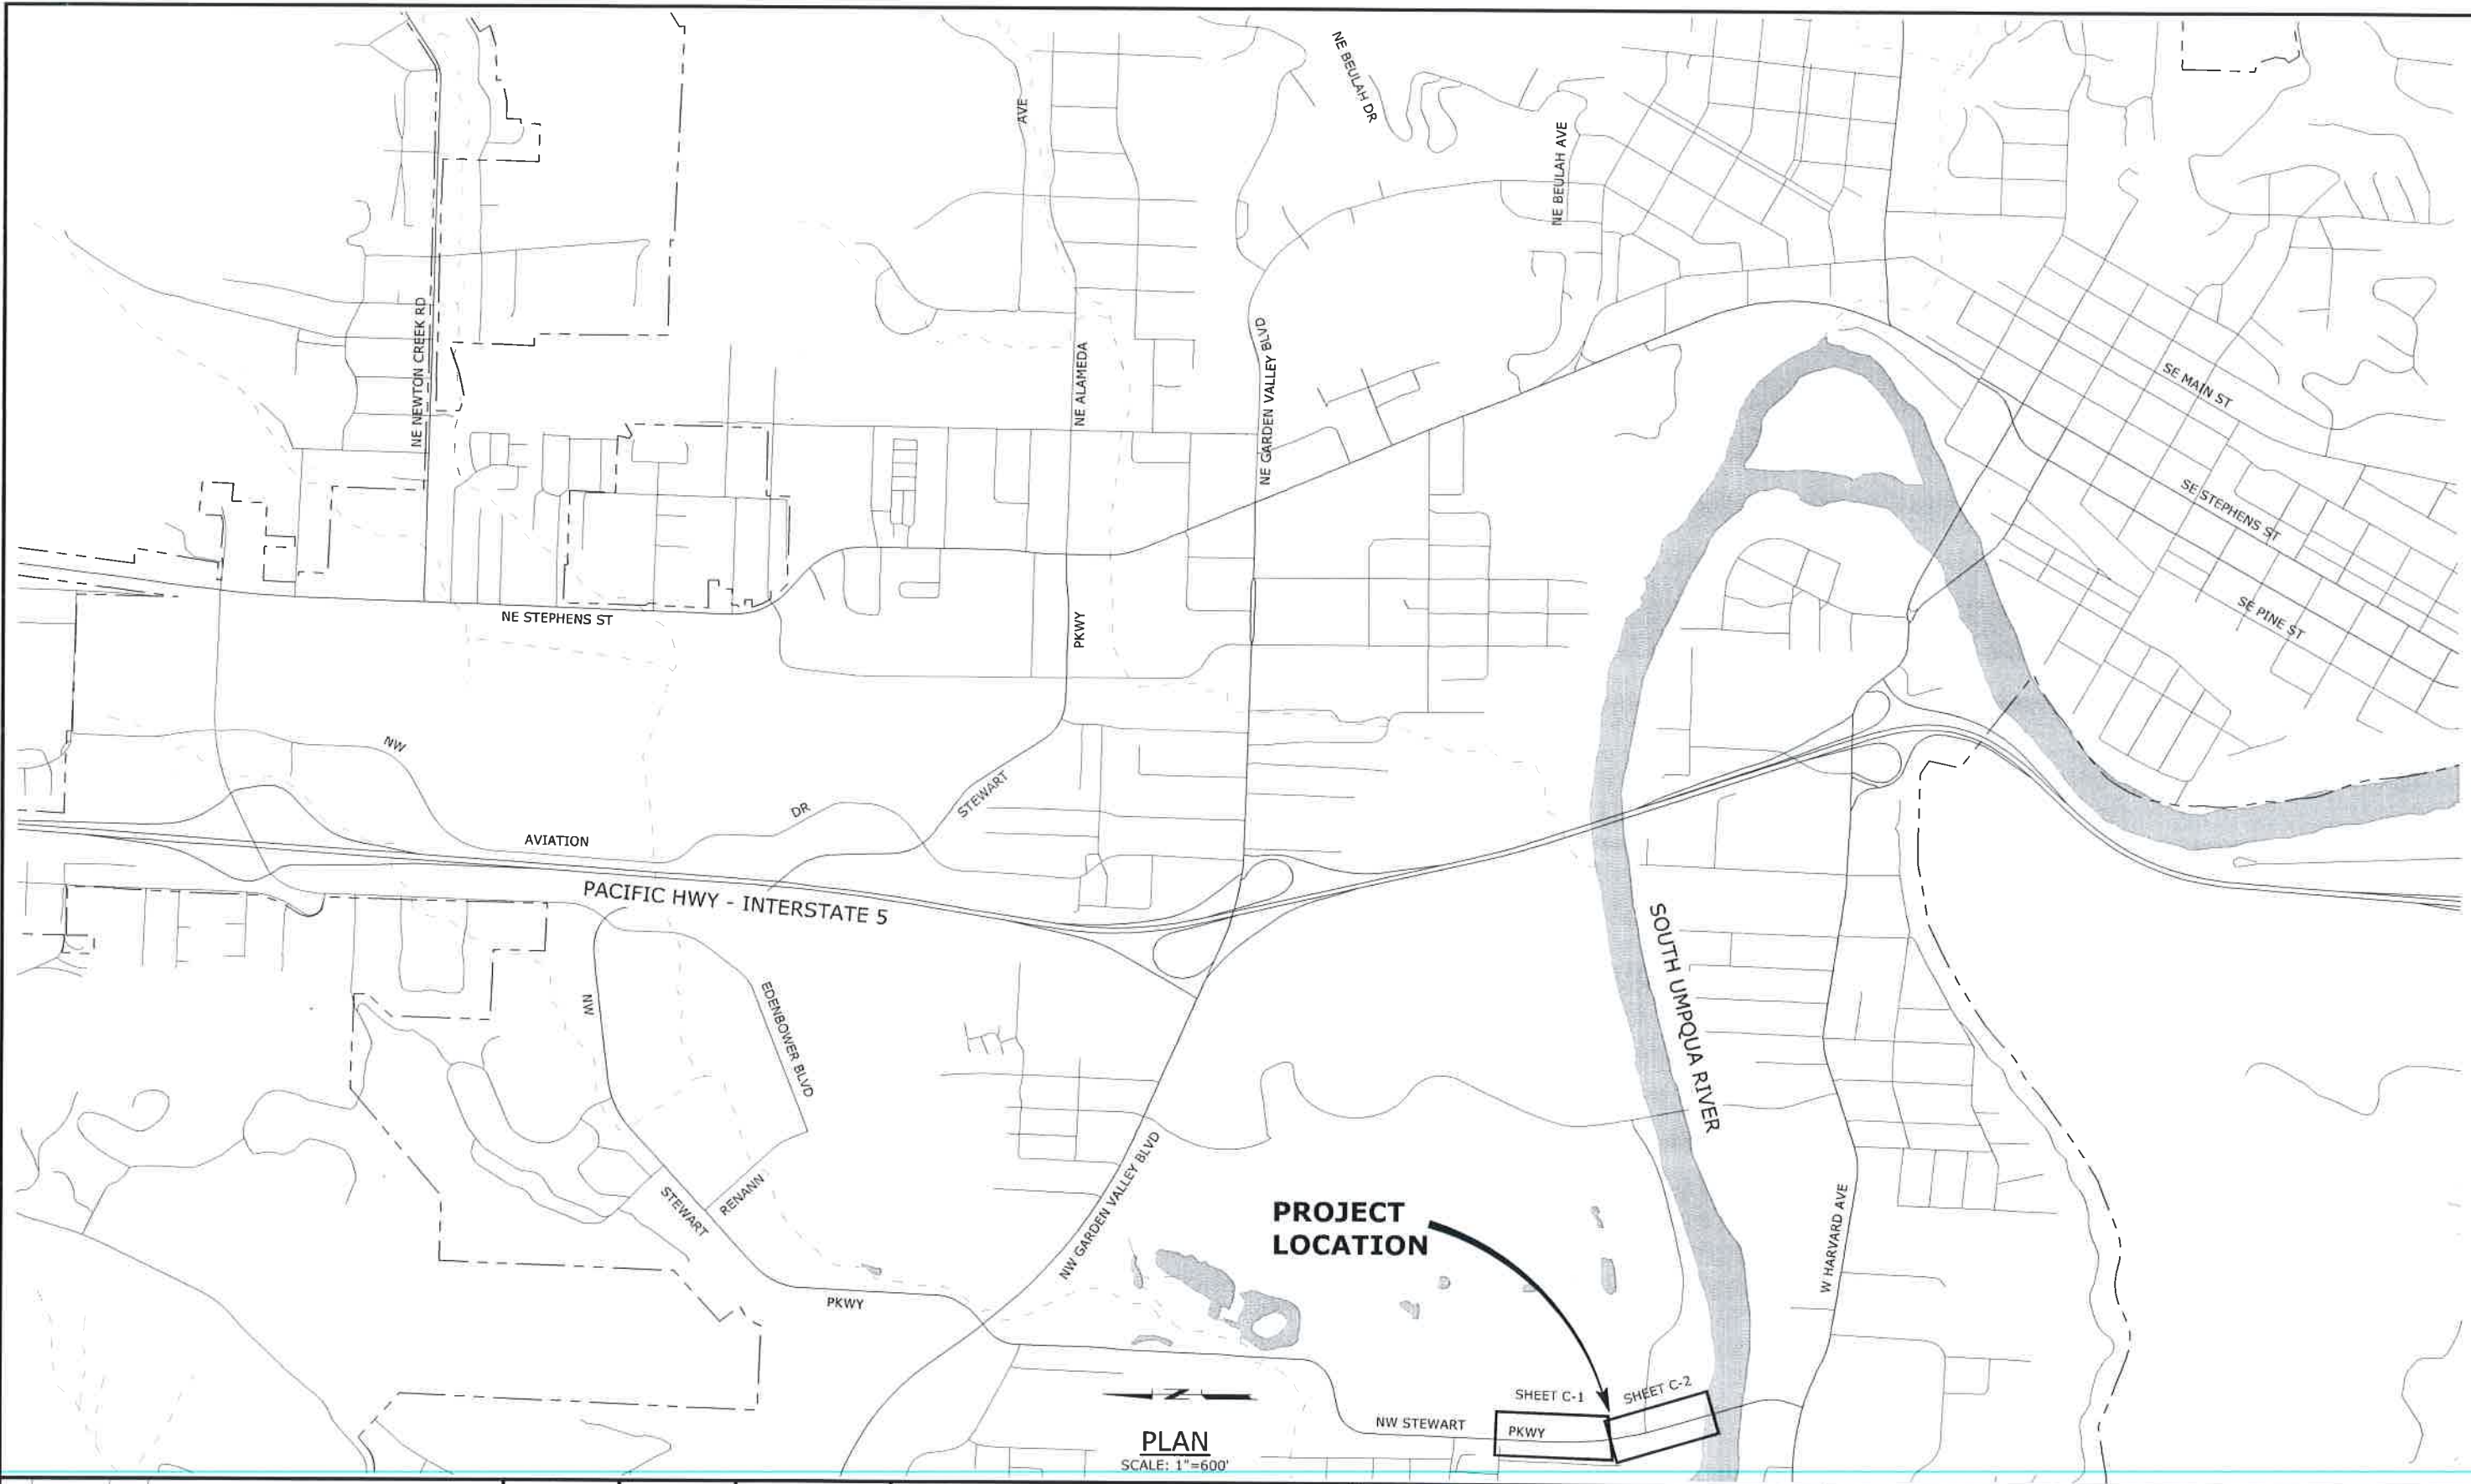 NE BEULAH DR
AVE
NE BEULAH AVE
NE NEWTON CREEK RD
NE ALAMEDA
NE GARDEN VALLEY BLVD
SE MAIN ST
SE STEPHENS ST
SE PINE ST
NE STEPHENS ST
PKWY
NW
STEWART
DR
AVIATION
PACIFIC HWY - INTERSTATE 5
SOUTH UMPQUA RIVER
NW
EDENBOWER BLVD
NW GARDEN VALLEY BLVD
STEWART
RENANN
W HARVARD AVE
PROJECT
LOCATION
PKWY
SHEET C-1
SHEET C-2
N
NW STEWART
PKWY
PLAN
SCALE: 1"=600'